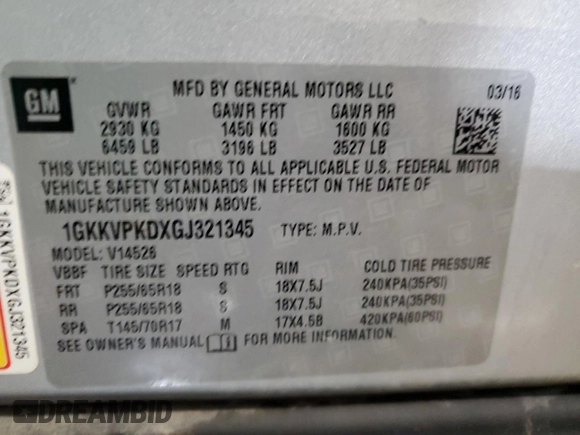 GM
MFD BY GENERAL MOTORS LLC 03/16
GVWR GAWR FRT GAWR RR
2930 KG 1450 KG 1600 KG
6459 LB 3196 LB 3527 LB
THIS VEHICLE CONFORMS TO ALL APPLICABLE U.S. FEDERAL MOTOR
VEHICLE SAFETY STANDARDS IN EFFECT ON THE DATE OF
MANUFACTURE SHOWN ABOVE.
1GKKVPKDXGJ321345 TYPE: M.P.V.
MODEL: V14526
VBBF TIRE SIZE SPEED RTG RIM COLD TIRE PRESSURE
FRT P255/65R18 S 18X7.5J 240KPA(35PSI)
RR P255/65R18 S 18X7.5J 240KPA(35PSI)
SPA T145/70R17 M 17X4.5B 420KPA(60PSI)
SEE OWNER'S MANUAL FOR MORE INFORMATION.
1GKKVPKDXGJ321345
DREAMBID